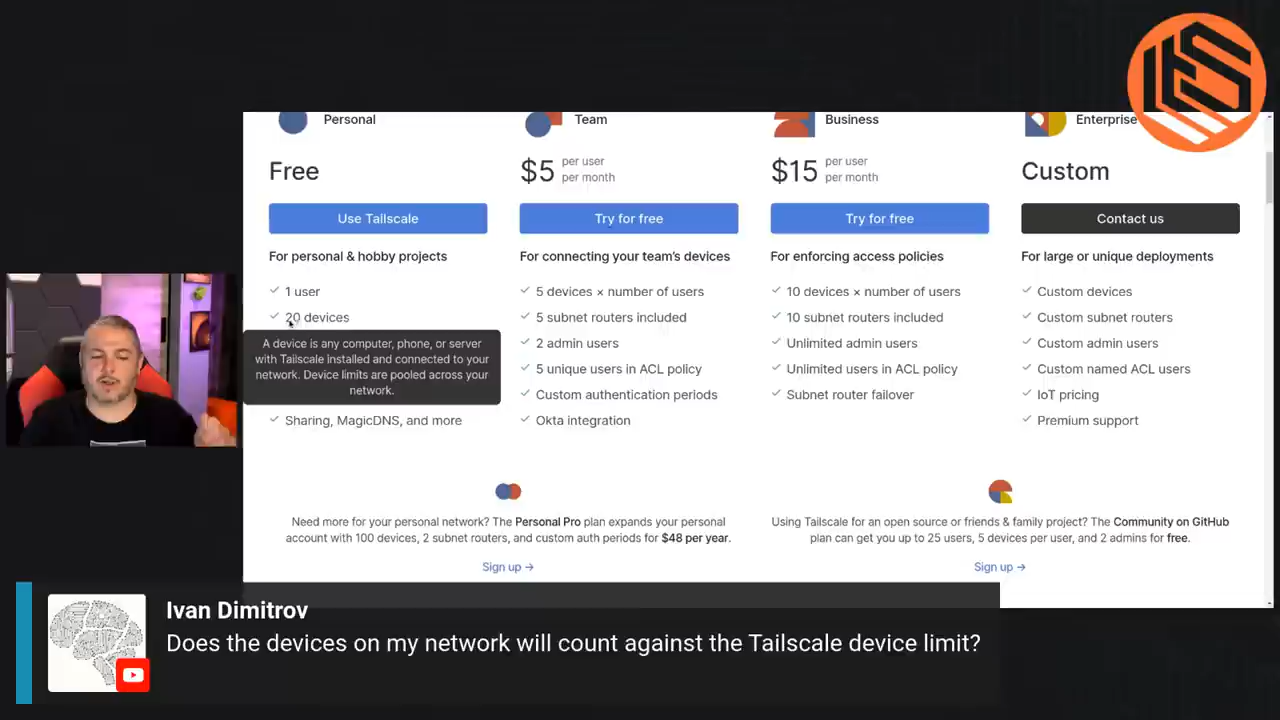 Personal
Team
Business
Enterprise
Free
$5 per user per month
$15 per user per month
Custom
Use Tailscale
Try for free
Try for free
Contact us
For personal & hobby projects
For connecting your team's devices
For enforcing access policies
For large or unique deployments
1 user
5 devices × number of users
10 devices × number of users
Custom devices
20 devices
5 subnet routers included
10 subnet routers included
Custom subnet routers
A device is any computer, phone, or server
with Tailscale installed and connected to your
network. Device limits are pooled across your
network.
2 admin users
Unlimited admin users
Custom admin users
5 unique users in ACL policy
Unlimited users in ACL policy
Custom named ACL users
Custom authentication periods
Subnet router failover
IoT pricing
Sharing, MagicDNS, and more
Okta integration
Premium support
Need more for your personal network? The Personal Pro plan expands your personal
account with 100 devices, 2 subnet routers, and custom auth periods for $48 per year.
Sign up →
Using Tailscale for an open source or friends & family project? The Community on GitHub
plan can get you up to 25 users, 5 devices per user, and 2 admins for free.
Sign up →
Ivan Dimitrov
Does the devices on my network will count against the Tailscale device limit?